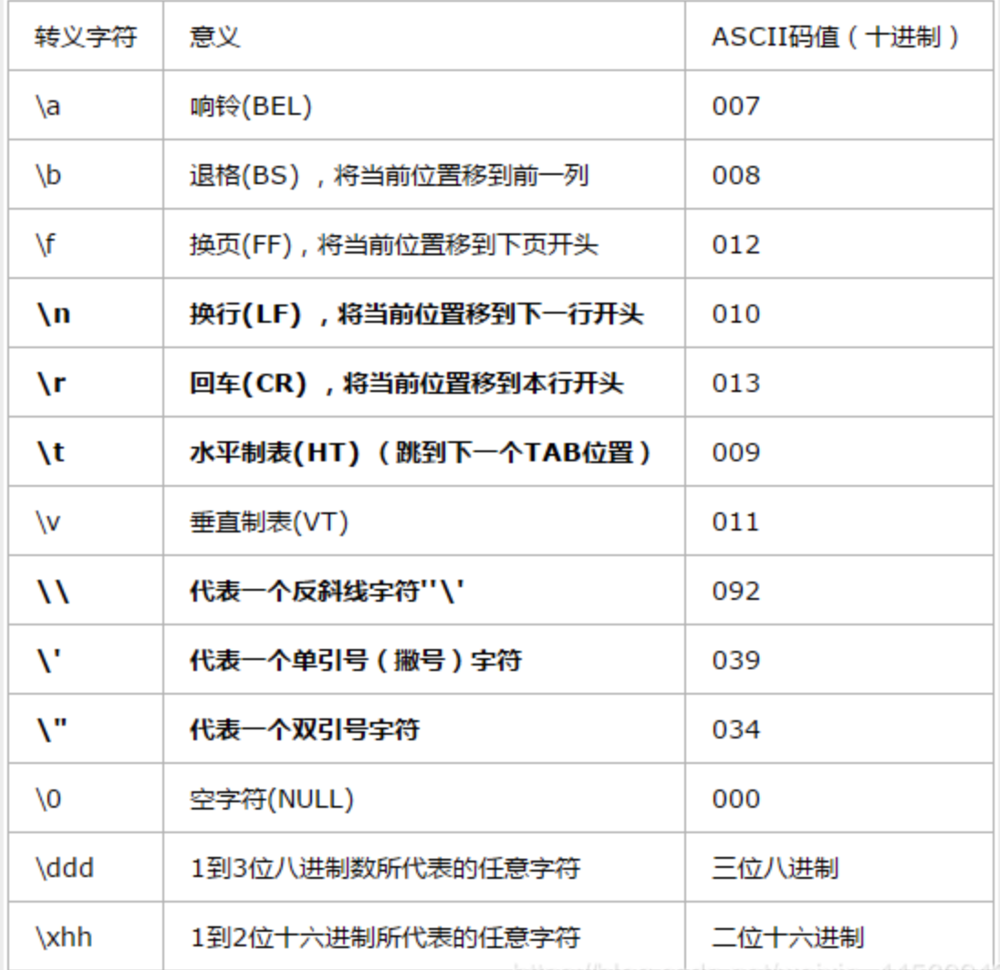 转义字符 意义 ASCII码值（十进制）
\a 响铃(BEL) 007
\b 退格(BS) ，将当前位置移到前一列 008
\f 换页(FF)，将当前位置移到下页开头 012
\n 换行(LF) ，将当前位置移到下一行开头 010
\r 回车(CR) ，将当前位置移到本行开头 013
\t 水平制表(HT) （跳到下一个TAB位置） 009
\v 垂直制表(VT) 011
\\ 代表一个反斜线字符''\' 092
\' 代表一个单引号（撇号）字符 039
\" 代表一个双引号字符 034
\0 空字符(NULL) 000
\ddd 1到3位八进制数所代表的任意字符 三位八进制
\xhh 1到2位十六进制所代表的任意字符 二位十六进制